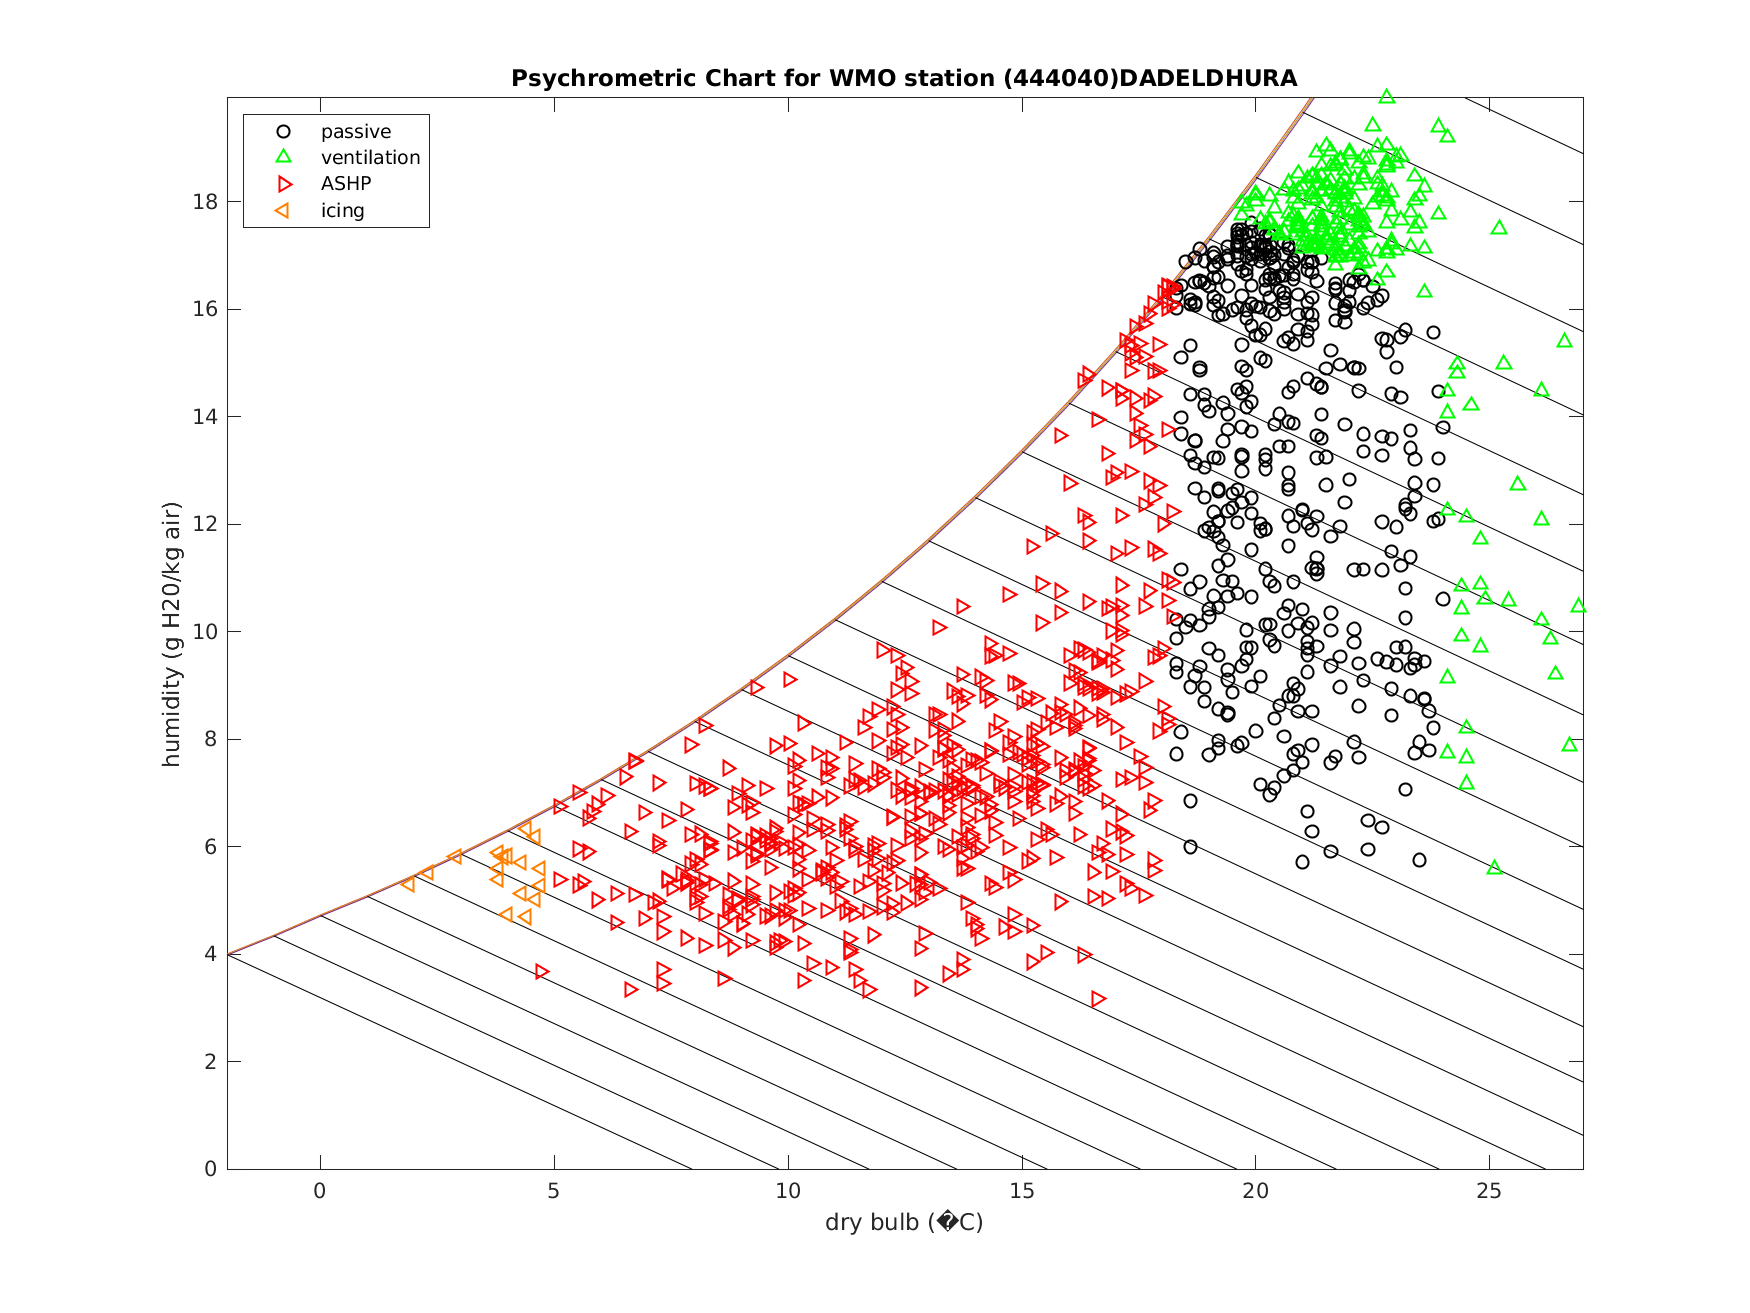 Psychrometric Chart for WMO station (444040)DADELDHURA
passive
ventilation
ASHP
icing
18
16
14
12
10
8
6
4
2
0
humidity (g H20/kg air)
0 5 10 15 20 25
dry bulb (�C)